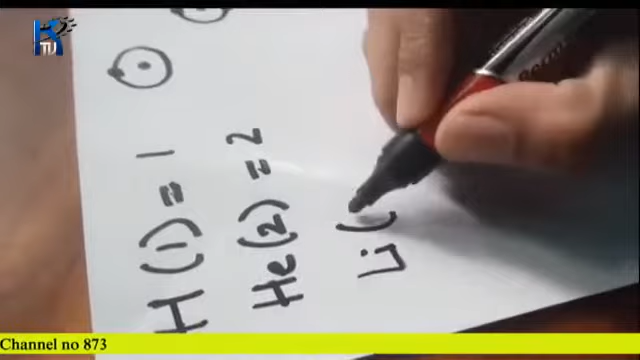 H (1) = 1
He (2) = 2
Li (
Channel no 873